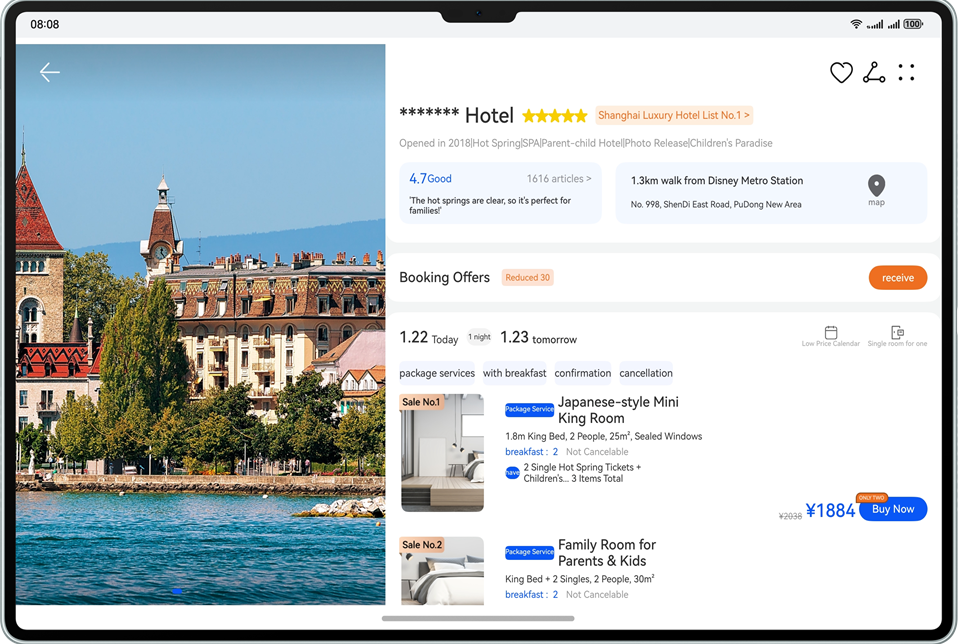 08:08
100
******* Hotel
Shanghai Luxury Hotel List No.1 >
Opened in 2018|Hot Spring|SPA|Parent-child Hotel|Photo Release|Children's Paradise
4.7Good
1616 articles >
'The hot springs are clear, so it's perfect for
families!'
1.3km walk from Disney Metro Station
No. 998, ShenDi East Road, PuDong New Area
map
Booking Offers
Reduced 30
receive
1.22 Today
1 night
1.23 tomorrow
Low Price Calendar
Single room for one
package services
with breakfast
confirmation
cancellation
Sale No.1
Package Service
Japanese-style Mini
King Room
1.8m King Bed, 2 People, 25m², Sealed Windows
breakfast : 2 Not Cancelable
have
2 Single Hot Spring Tickets +
Children's... 3 Items Total
¥2038
¥1884
ONLY TWO
Buy Now
Sale No.2
Package Service
Family Room for
Parents & Kids
King Bed + 2 Singles, 2 People, 30m²
breakfast : 2 Not Cancelable